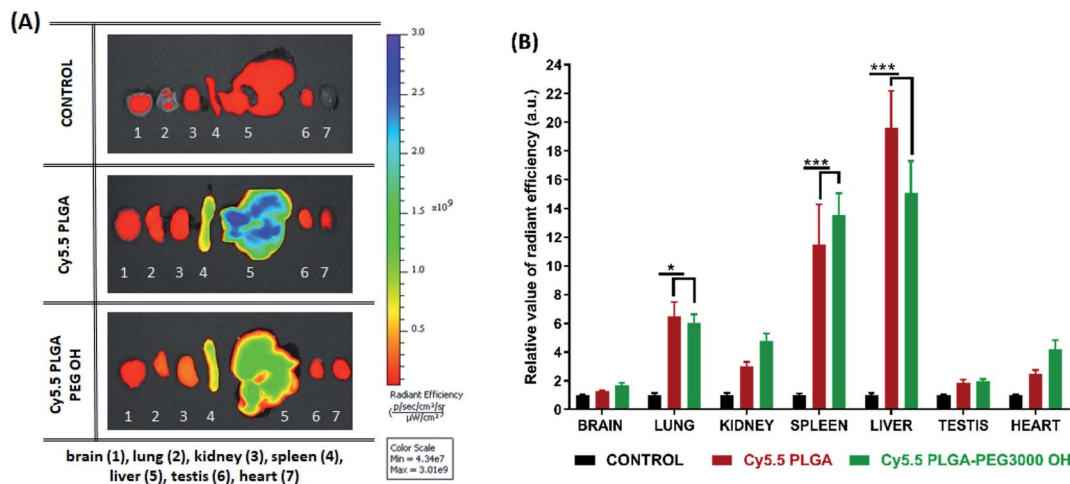 (A)
CONTROL
1 2 3 4 5 6 7
Cy5.5 PLGA
1 2 3 4 5 6 7
Cy5.5 PLGA
PEG OH
1 2 3 4 5 6 7
brain (1), lung (2), kidney (3), spleen (4),
liver (5), testis (6), heart (7)
3.0
2.0
1.5 x10⁹
1.0
0.5
Radiant Efficiency
(p/sec/cm²/sr
μW/cm²)
Color Scale
Min = 4.34e7
Max = 3.01e9
(B)
Relative value of radiant efficiency (a.u.)
24
22
20
18
16
14
12
10
8
6
4
2
0
*
***
***
BRAIN LUNG KIDNEY SPLEEN LIVER TESTIS HEART
CONTROL Cy5.5 PLGA Cy5.5 PLGA-PEG3000 OH